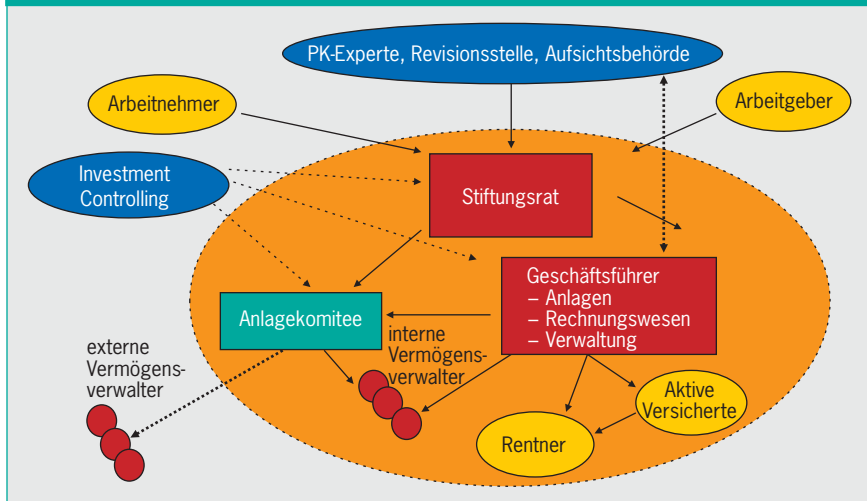 PK-Experte, Revisionsstelle, Aufsichtsbehörde
Arbeitnehmer
Arbeitgeber
Investment
Controlling
Stiftungsrat
Geschäftsführer
– Anlagen
– Rechnungswesen
– Verwaltung
Anlagekomitee
interne
Vermögens-
verwalter
externe
Vermögens-
verwalter
Aktive
Versicherte
Rentner